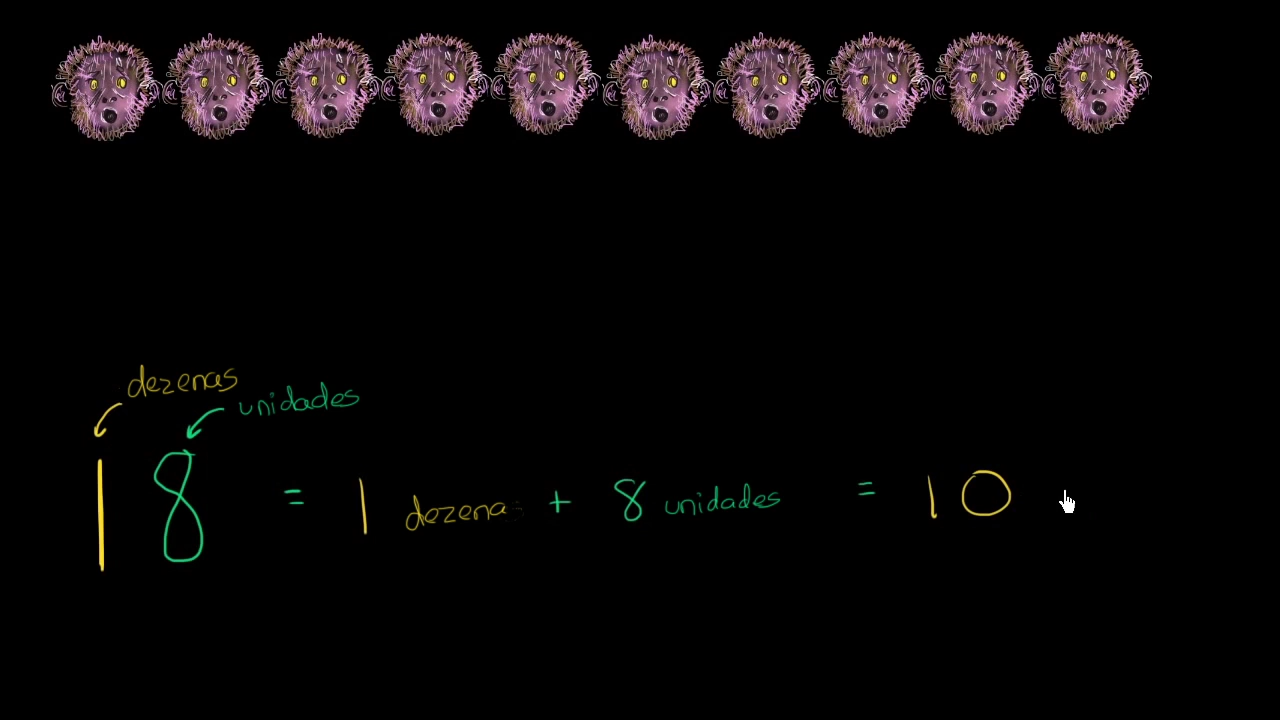 dezenas
unidades
18 = 1 dezena + 8 unidades = 10